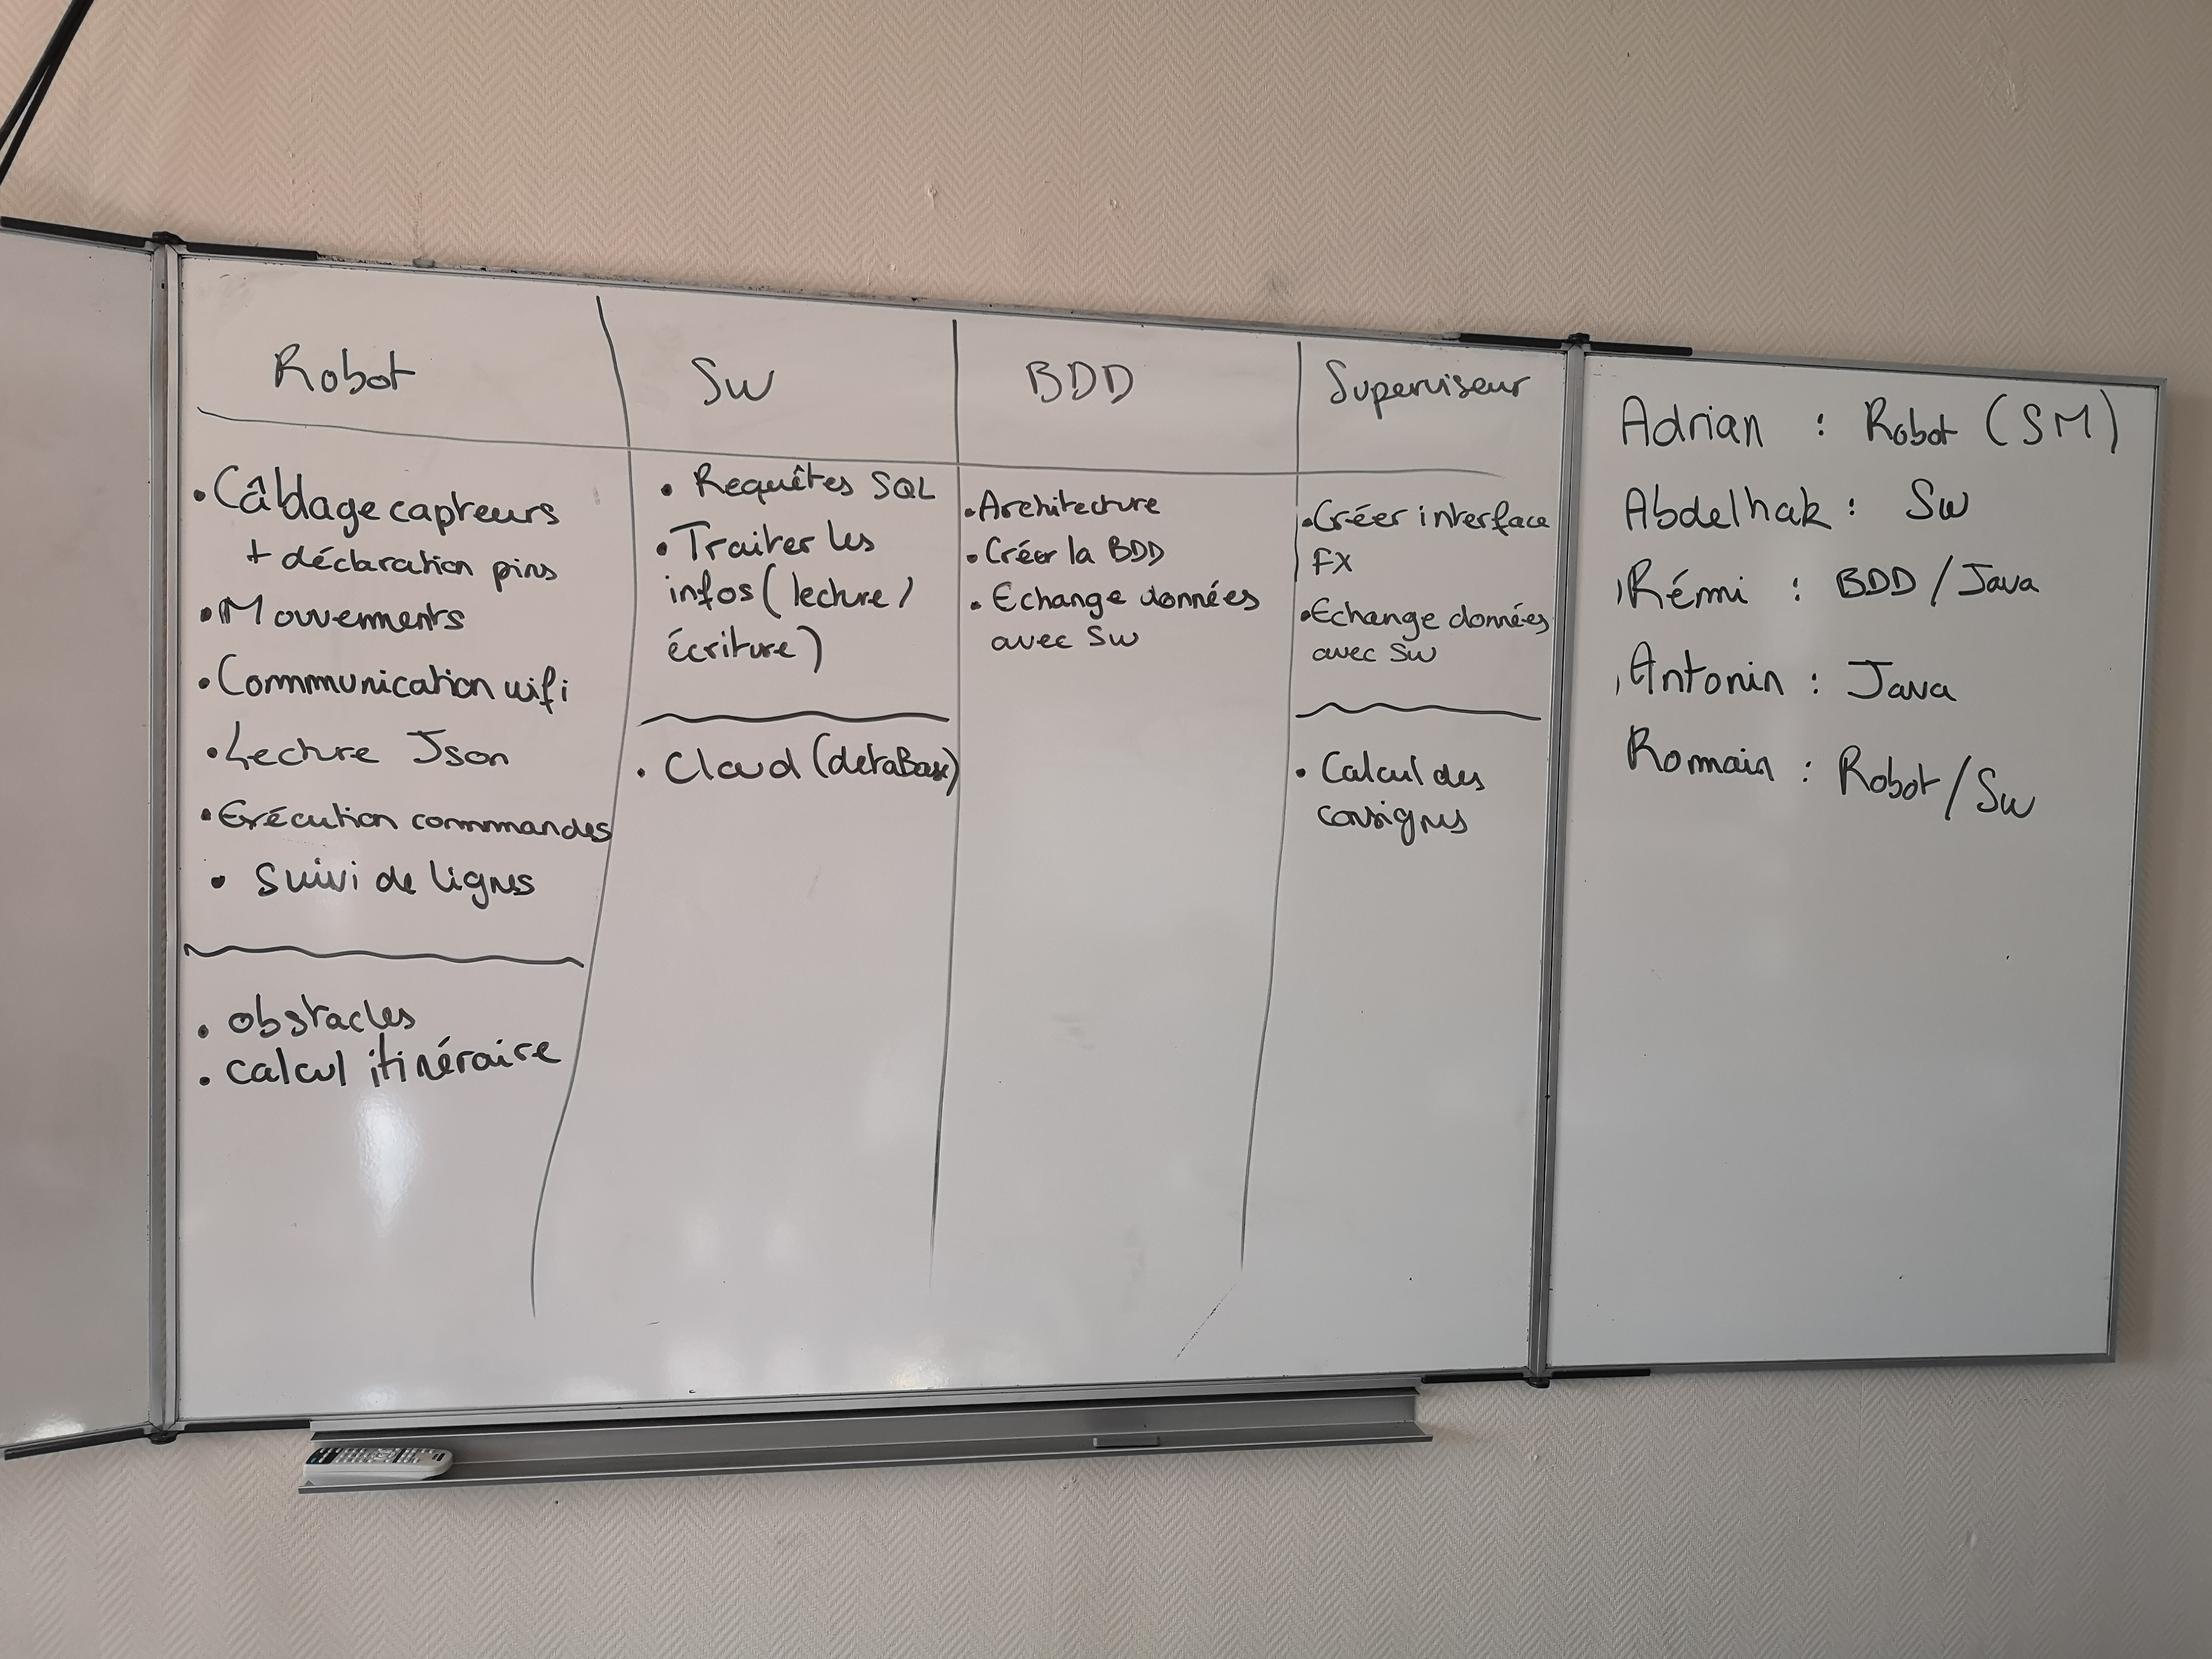 Robot
• Câbdage capteurs
+ déclaration pins
• Mouvements
• Communication wifi
• Lecture Json
• Exécution commandes
• Suivi de lignes
• obstacles
• calcul itinéraire
SW
• Requêtes SQL
• Traiter les
infos (lecture /
écriture)
• Cloud (dataBase)
BDD
• Architecture
• Créer la BDD
• Echange données
avec SW
Superviseur
• Créer interface
FX
• Echange données
avec SW
• Calcul des
consignes
Adrian : Robot (SM)
Abdelhak : SW
Rémi : BDD / Java
Antonin : Java
Romain : Robot / SW